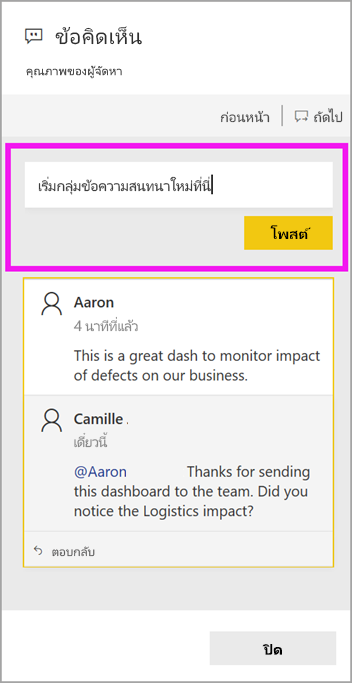 ข้อคิดเห็น
คุณภาพของผู้จัดหา
ก่อนหน้า ถัดไป
เริ่มกลุ่มข้อความสนทนาใหม่ที่นี่
โพสต์
Aaron
4 นาทีที่แล้ว
This is a great dash to monitor impact
of defects on our business.
Camille .
เดี๋ยวนี้
@Aaron Thanks for sending
this dashboard to the team. Did you
notice the Logistics impact?
ตอบกลับ
ปิด